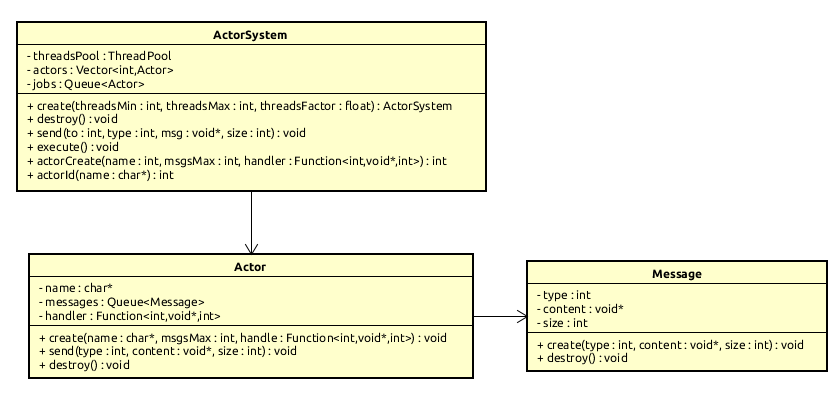 ActorSystem
- threadsPool : ThreadPool
- actors : Vector<int,Actor>
- jobs : Queue<Actor>
+ create(threadsMin : int, threadsMax : int, threadsFactor : float) : ActorSystem
+ destroy() : void
+ send(to : int, type : int, msg : void*, size : int) : void
+ execute() : void
+ actorCreate(name : int, msgsMax : int, handler : Function<int,void*,int>) : int
+ actorId(name : char*) : int
Actor
- name : char*
- messages : Queue<Message>
- handler : Function<int,void*,int>
+ create(name : char*, msgsMax : int, handle : Function<int,void*,int>) : void
+ send(type : int, content : void*, size : int) : void
+ destroy() : void
Message
- type : int
- content : void*
- size : int
+ create(type : int, content : void*, size : int) : void
+ destroy() : void